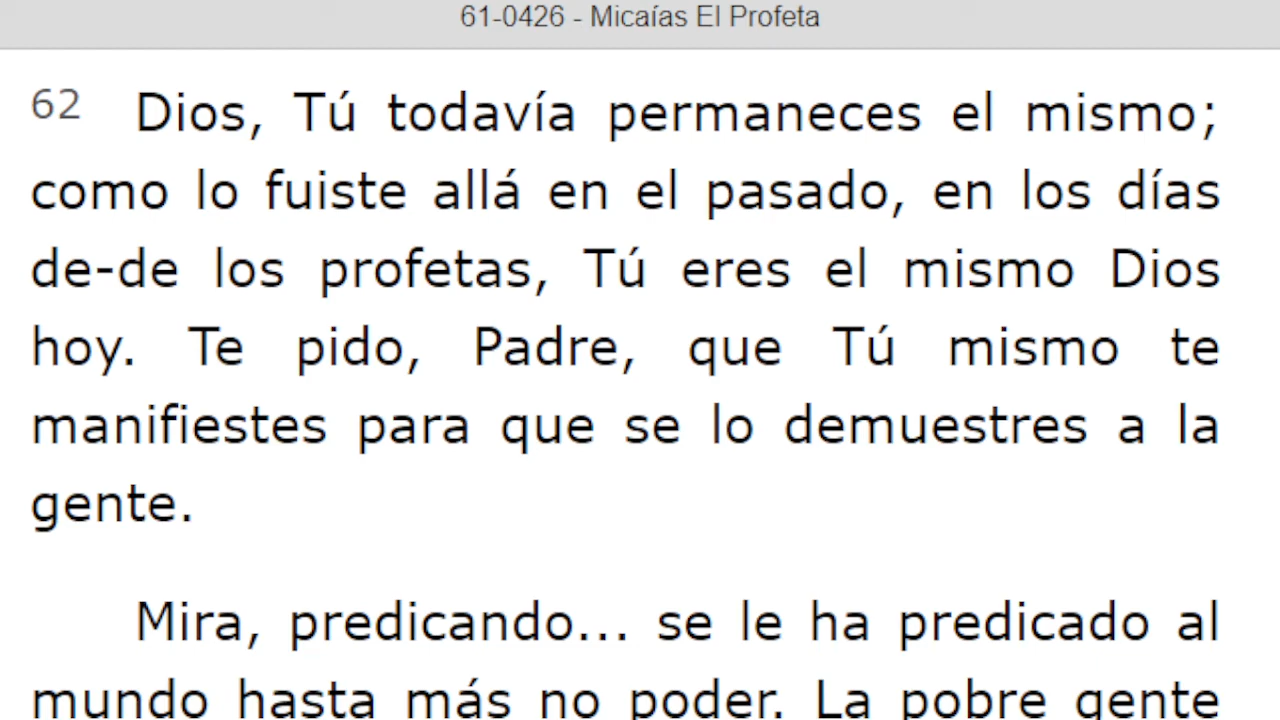 61-0426 - Micaías El Profeta
62 Dios, Tú todavía permaneces el mismo;
como lo fuiste allá en el pasado, en los días
de-de los profetas, Tú eres el mismo Dios
hoy. Te pido, Padre, que Tú mismo te
manifiestes para que se lo demuestres a la
gente.
Mira, predicando... se le ha predicado al
mundo hasta más no poder. La pobre gente